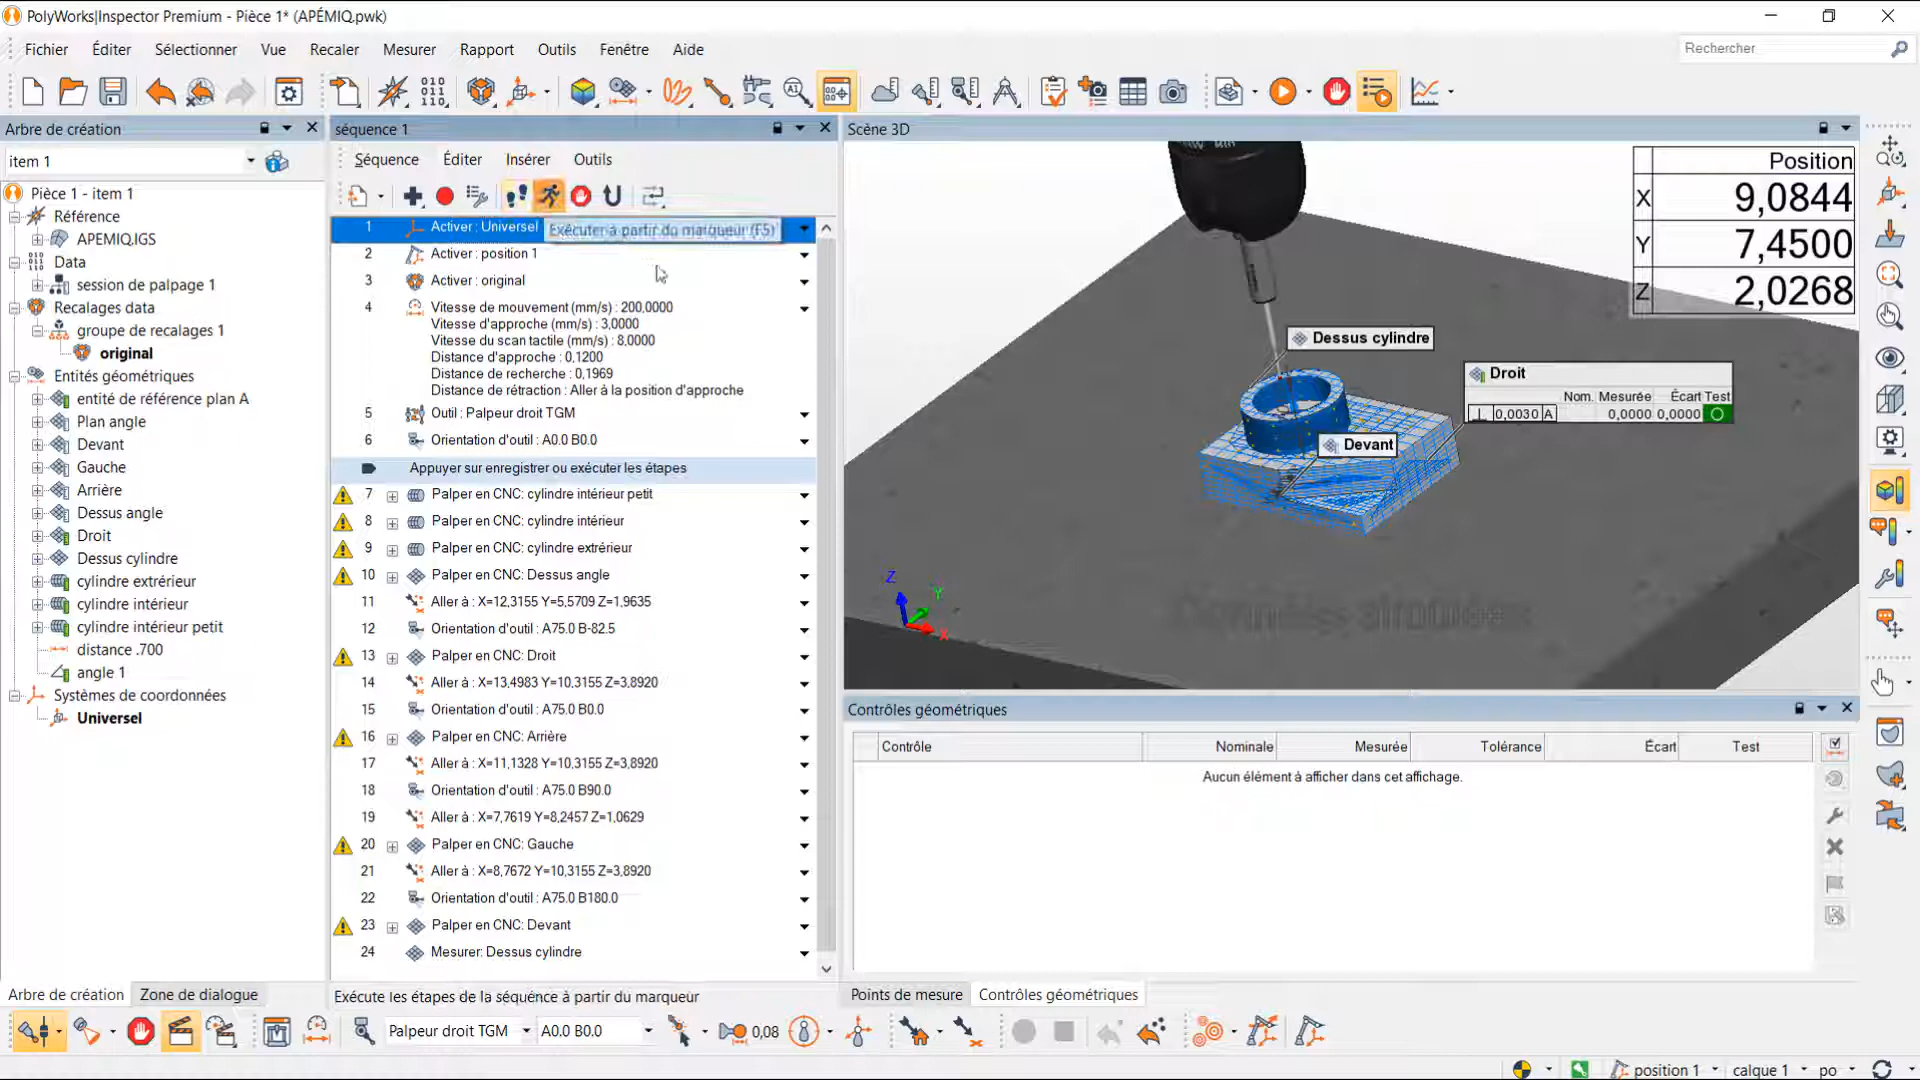 PolyWorks|Inspector Premium - Pièce 1* (APÉMIQ.pwk)
Fichier Éditer Sélectionner Vue Recaler Mesurer Rapport Outils Fenêtre Aide
Rechercher
Arbre de création
item 1
Pièce 1 - item 1
Référence
APEMIQ.IGS
Data
session de palpage 1
Recalages data
groupe de recalages 1
original
Entités géométriques
entité de référence plan A
Plan angle
Devant
Gauche
Arrière
Dessus angle
Droit
Dessus cylindre
cylindre extérieur
cylindre intérieur
cylindre intérieur petit
distance .700
angle 1
Systèmes de coordonnées
Universel
séquence 1
Séquence Éditer Insérer Outils
1 Activer : Universel
Exécuter à partir du marqueur (F5)
2 Activer : position 1
3 Activer : original
4 Vitesse de mouvement (mm/s) : 200,0000
Vitesse d'approche (mm/s) : 3,0000
Vitesse du scan tactile (mm/s) : 8,0000
Distance d'approche : 0,1200
Distance de recherche : 0,1969
Distance de rétraction : Aller à la position d'approche
5 Outil : Palpeur droit TGM
6 Orientation d'outil : A0.0 B0.0
Appuyer sur enregistrer ou exécuter les étapes
7 Palper en CNC: cylindre intérieur petit
8 Palper en CNC: cylindre intérieur
9 Palper en CNC: cylindre extérieur
10 Palper en CNC: Dessus angle
11 Aller à : X=12,3155 Y=5,5709 Z=1,9635
12 Orientation d'outil : A75.0 B-82.5
13 Palper en CNC: Droit
14 Aller à : X=13,4983 Y=10,3155 Z=3,8920
15 Orientation d'outil : A75.0 B0.0
16 Palper en CNC: Arrière
17 Aller à : X=11,1328 Y=10,3155 Z=3,8920
18 Orientation d'outil : A75.0 B90.0
19 Aller à : X=7,7619 Y=8,2457 Z=1,0629
20 Palper en CNC: Gauche
21 Aller à : X=8,7672 Y=10,3155 Z=3,8920
22 Orientation d'outil : A75.0 B180.0
23 Palper en CNC: Devant
24 Mesurer: Dessus cylindre
Scène 3D
Position
X 9,0844
Y 7,4500
Z 2,0268
Dessus cylindre
Droit
Nom. Mesurée Écart Test
0,0030 A 0,0000 0,0000
Devant
Z
Y
X
Données simulées
Contrôles géométriques
Contrôle Nominale Mesurée Tolérance Écart Test
Aucun élément à afficher dans cet affichage.
Arbre de création Zone de dialogue
Exécute les étapes de la séquence à partir du marqueur
Points de mesure Contrôles géométriques
Palpeur droit TGM A0.0 B0.0 0,08
position 1 calque 1 po